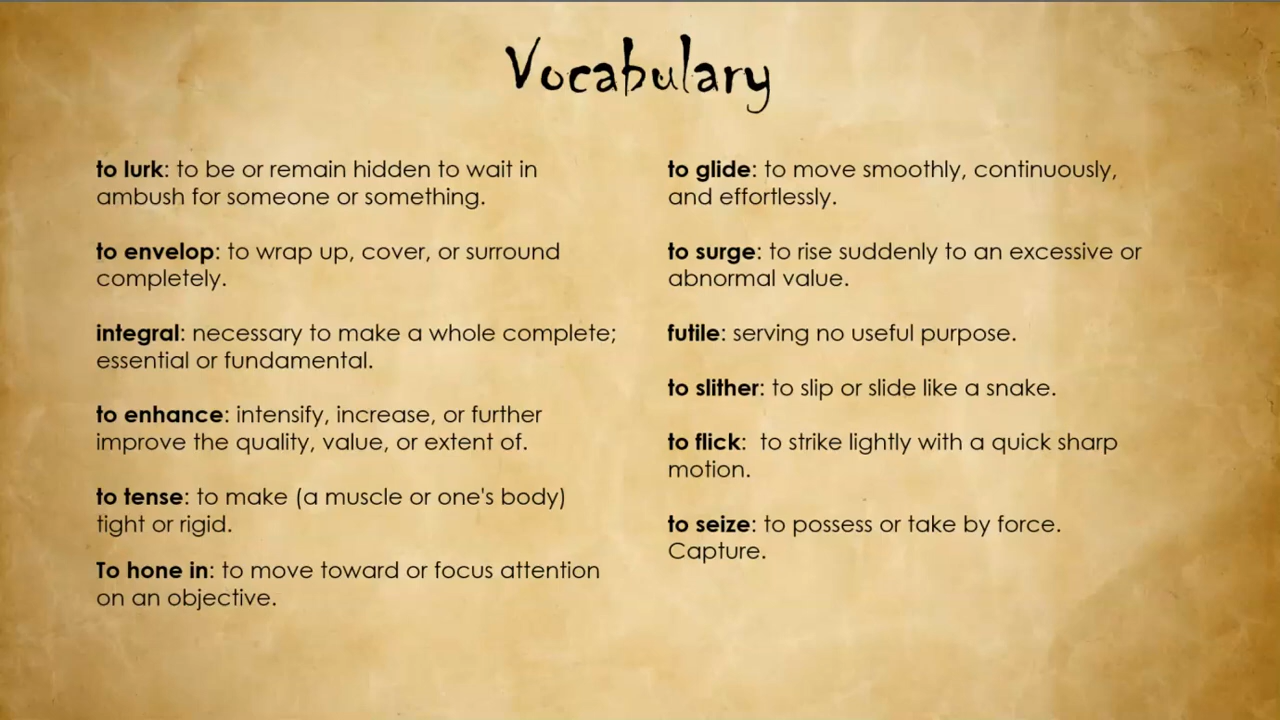 Vocabulary
to lurk: to be or remain hidden to wait in
ambush for someone or something.
to envelop: to wrap up, cover, or surround
completely.
integral: necessary to make a whole complete;
essential or fundamental.
to enhance: intensify, increase, or further
improve the quality, value, or extent of.
to tense: to make (a muscle or one's body)
tight or rigid.
To hone in: to move toward or focus attention
on an objective.
to glide: to move smoothly, continuously,
and effortlessly.
to surge: to rise suddenly to an excessive or
abnormal value.
futile: serving no useful purpose.
to slither: to slip or slide like a snake.
to flick:  to strike lightly with a quick sharp
motion.
to seize: to possess or take by force.
Capture.